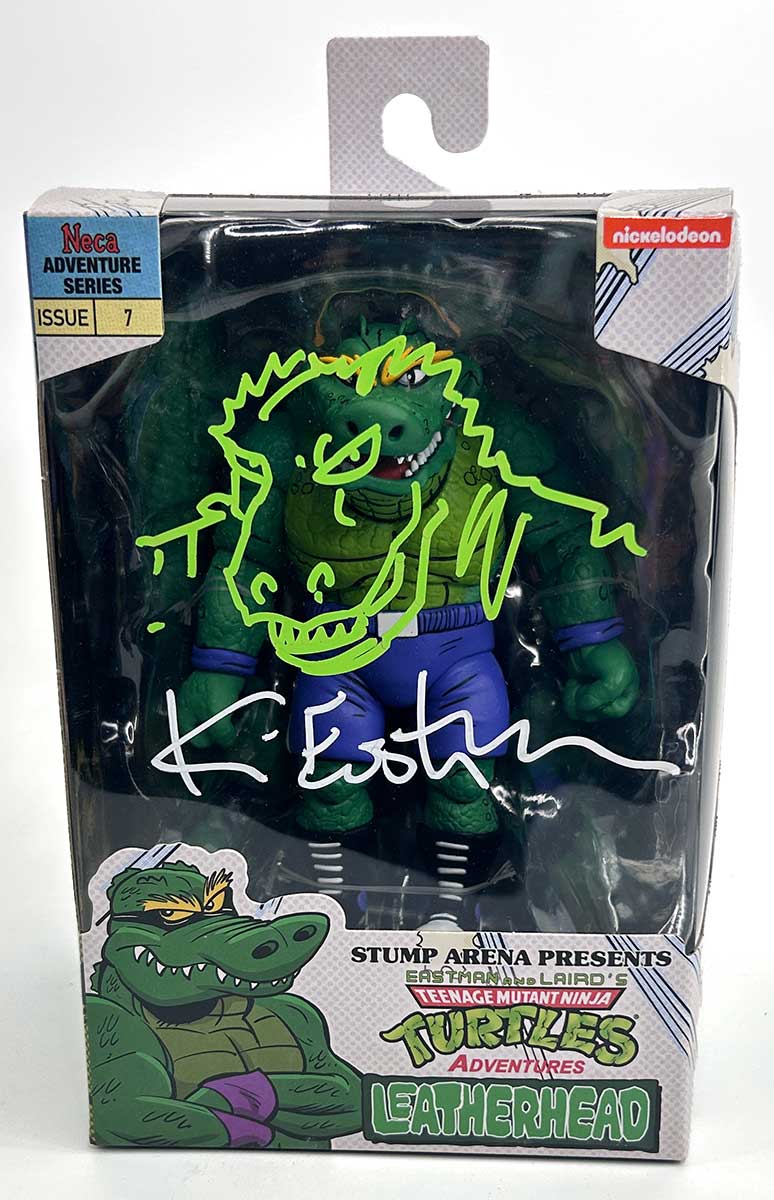 Neca
ADVENTURE
SERIES
ISSUE 7
nickelodeon
K. Eastman
STUMP ARENA PRESENTS
EASTMAN AND LAIRD'S
TEENAGE MUTANT NINJA
TURTLES
ADVENTURES
LEATHERHEAD